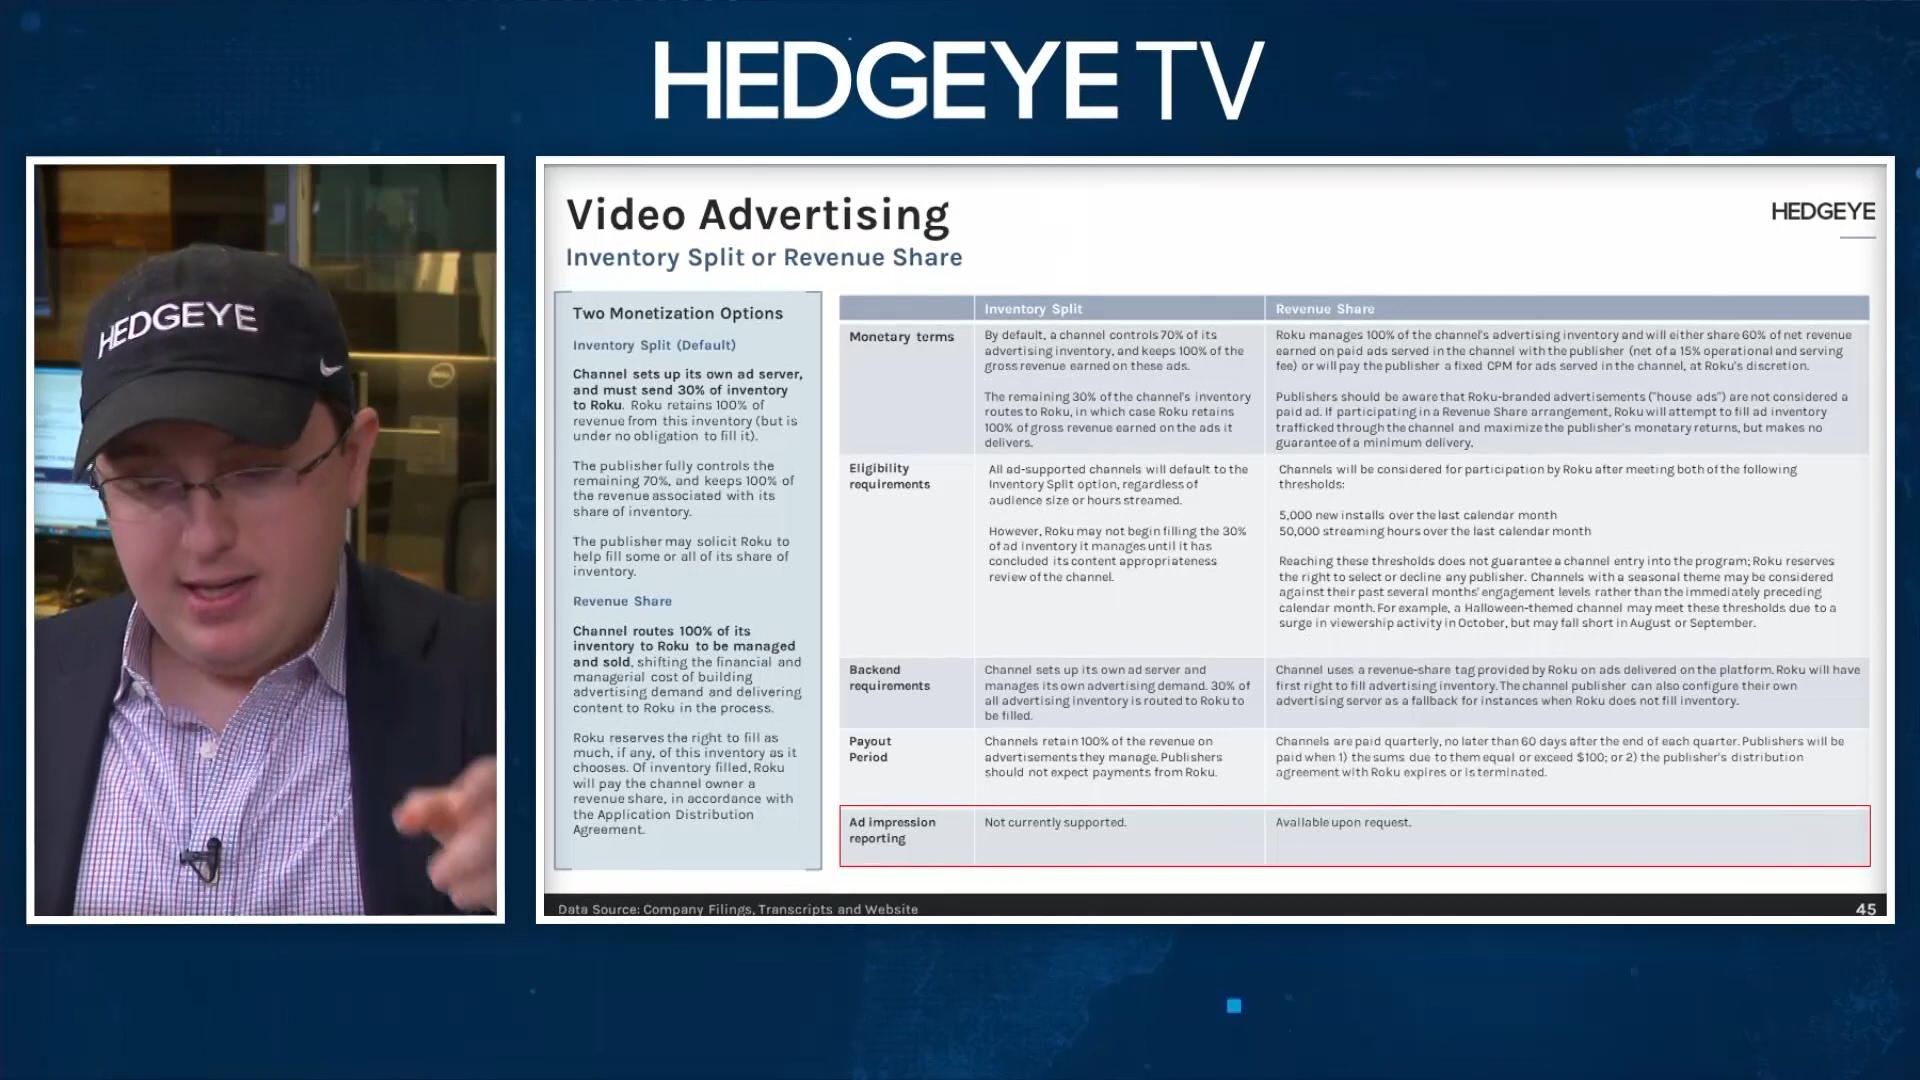 HEDGEYE TV
HEDGEYE
DELL
Video Advertising
HEDGEYE
Inventory Split or Revenue Share
Two Monetization Options
Inventory Split (Default)
Channel sets up its own ad server,
and must send 30% of inventory
to Roku. Roku retains 100% of
revenue from this inventory (but is
under no obligation to fill it).
The publisher fully controls the
remaining 70%, and keeps 100% of
the revenue associated with its
share of inventory.
The publisher may solicit Roku to
help fill some or all of its share of
inventory.
Revenue Share
Channel routes 100% of its
inventory to Roku to be managed
and sold, shifting the financial and
managerial cost of building
advertising demand and delivering
content to Roku in the process.
Roku reserves the right to fill as
much, if any, of this inventory as it
chooses. Of inventory filled, Roku
will pay the channel owner a
revenue share, in accordance with
the Application Distribution
Agreement.
Inventory Split
Revenue Share
Monetary terms
By default, a channel controls 70% of its
advertising inventory, and keeps 100% of the
gross revenue earned on these ads.
The remaining 30% of the channel's inventory
routes to Roku, in which case Roku retains
100% of gross revenue earned on the ads it
delivers.
Roku manages 100% of the channel's advertising inventory and will either share 60% of net revenue
earned on paid ads served in the channel with the publisher (net of a 15% operational and serving
fee) or will pay the publisher a fixed CPM for ads served in the channel, at Roku's discretion.
Publishers should be aware that Roku-branded advertisements ("house ads") are not considered a
paid ad. If participating in a Revenue Share arrangement, Roku will attempt to fill ad inventory
trafficked through the channel and maximize the publisher's monetary returns, but makes no
guarantee of a minimum delivery.
Eligibility
requirements
All ad-supported channels will default to the
Inventory Split option, regardless of
audience size or hours streamed.
However, Roku may not begin filling the 30%
of ad inventory it manages until it has
concluded its content appropriateness
review of the channel.
Channels will be considered for participation by Roku after meeting both of the following
thresholds:
5,000 new installs over the last calendar month
50,000 streaming hours over the last calendar month
Reaching these thresholds does not guarantee a channel entry into the program; Roku reserves
the right to select or decline any publisher. Channels with a seasonal theme may be considered
against their past several months' engagement levels rather than the immediately preceding
calendar month. For example, a Halloween-themed channel may meet these thresholds due to a
surge in viewership activity in October, but may fall short in August or September.
Backend
requirements
Channel sets up its own ad server and
manages its own advertising demand. 30% of
all advertising inventory is routed to Roku to
be filled.
Channel uses a revenue-share tag provided by Roku on ads delivered on the platform. Roku will have
first right to fill advertising inventory. The channel publisher can also configure their own
advertising server as a fallback for instances when Roku does not fill inventory.
Payout
Period
Channels retain 100% of the revenue on
advertisements they manage. Publishers
should not expect payments from Roku.
Channels are paid quarterly, no later than 60 days after the end of each quarter. Publishers will be
paid when 1) the sums due to them equal or exceed $100; or 2) the publisher's distribution
agreement with Roku expires or is terminated.
Ad impression
reporting
Not currently supported.
Available upon request.
Data Source: Company Filings, Transcripts and Website
45